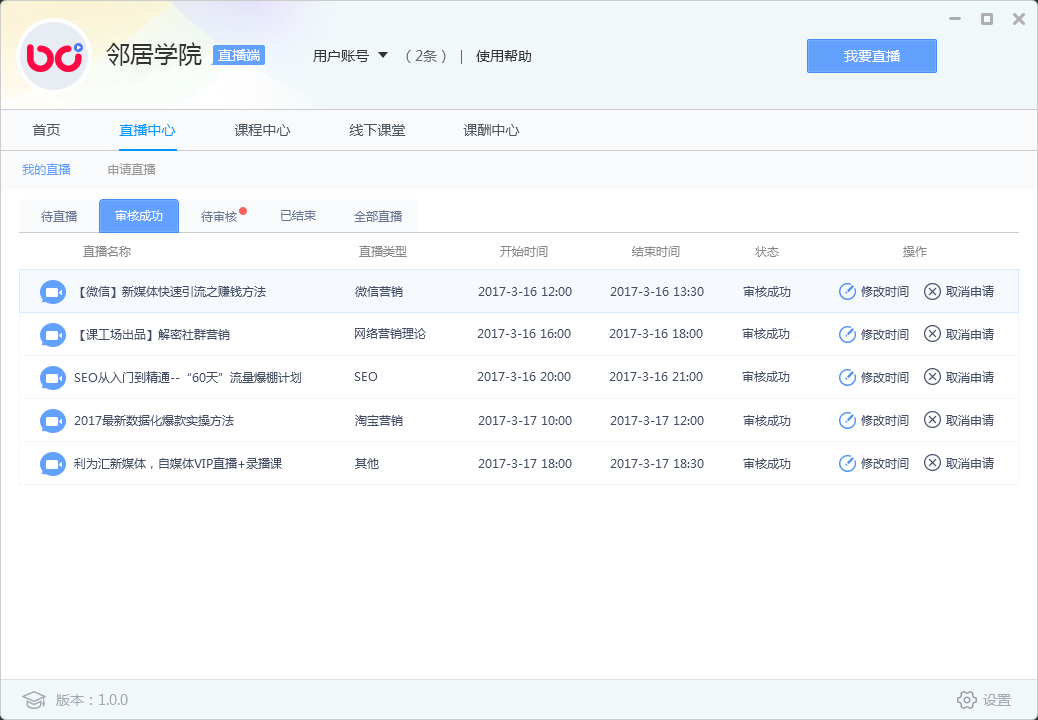 邻居学院 直播端 用户账号 （2条） | 使用帮助 我要直播
首页 直播中心 课程中心 线下课堂 课酬中心
我的直播 申请直播
待直播 审核成功 待审核 已结束 全部直播
直播名称 直播类型 开始时间 结束时间 状态 操作
【微信】新媒体快速引流之赚钱方法 微信营销 2017-3-16 12:00 2017-3-16 13:30 审核成功 修改时间 取消申请
【课工场出品】解密社群营销 网络营销理论 2017-3-16 16:00 2017-3-16 18:00 审核成功 修改时间 取消申请
SEO从入门到精通--“60天”流量爆棚计划 SEO 2017-3-16 20:00 2017-3-16 21:00 审核成功 修改时间 取消申请
2017最新数据化爆款实操方法 淘宝营销 2017-3-17 10:00 2017-3-17 12:00 审核成功 修改时间 取消申请
利为汇新媒体，自媒体VIP直播+录播课 其他 2017-3-17 18:00 2017-3-17 18:30 审核成功 修改时间 取消申请
版本：1.0.0 设置